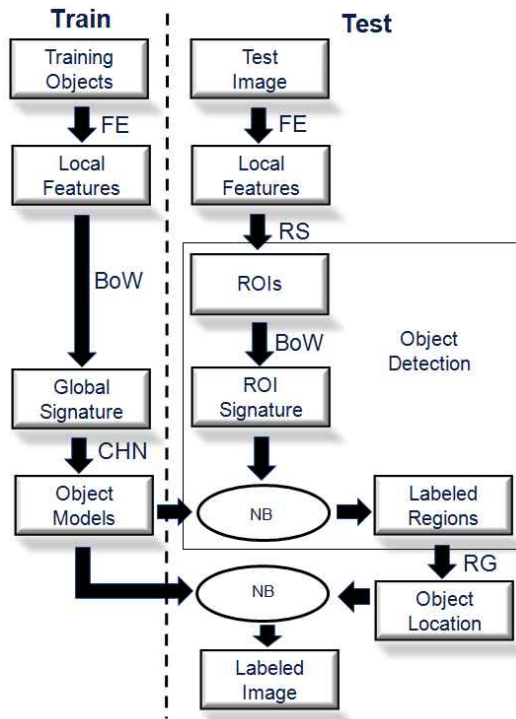 Train
Test
Training
Objects
Test
Image
FE
FE
Local
Features
Local
Features
RS
BoW
ROIs
BoW
Object
Detection
Global
Signature
ROI
Signature
CHN
Object
Models
NB
Labeled
Regions
RG
NB
Object
Location
Labeled
Image